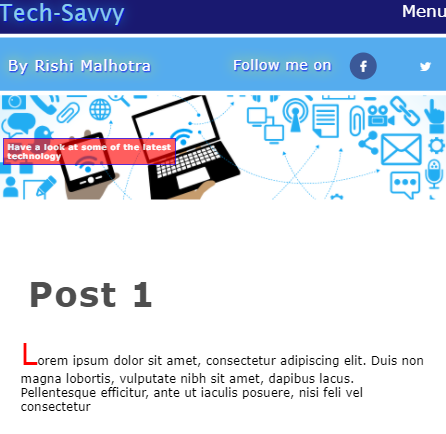 Tech-Savvy
Menu
By Rishi Malhotra
Follow me on
Have a look at some of the latest
technology
Post 1
Lorem ipsum dolor sit amet, consectetur adipiscing elit. Duis non
magna lobortis, vulputate nibh sit amet, dapibus lacus.
Pellentesque efficitur, ante ut iaculis posuere, nisi feli vel
consectetur